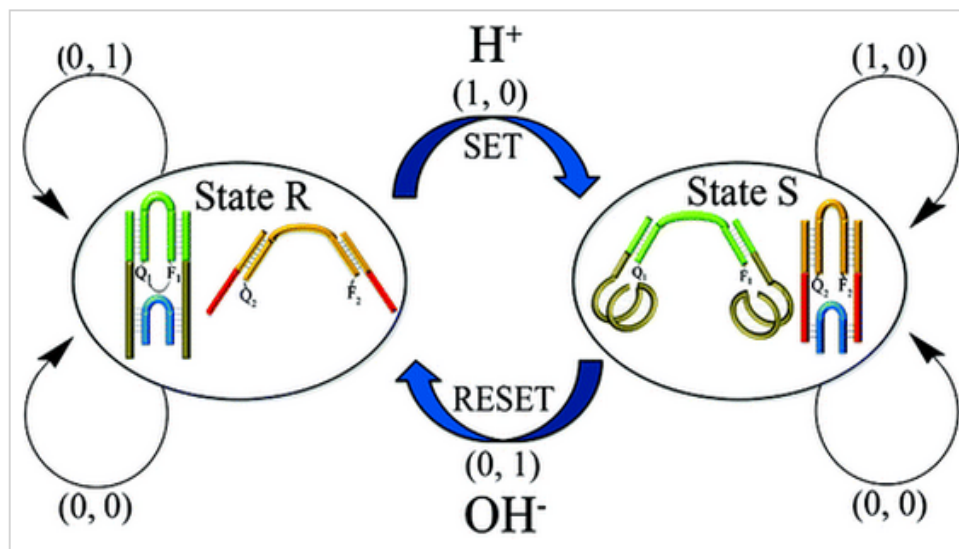 (0, 1)
H⁺
(1, 0)
SET
(1, 0)
State R
Q₁ F₁
Q₂
F₂
State S
Q₁
F₁
Q₂ F₂
RESET
(0, 1)
OH⁻
(0, 0)
(0, 0)